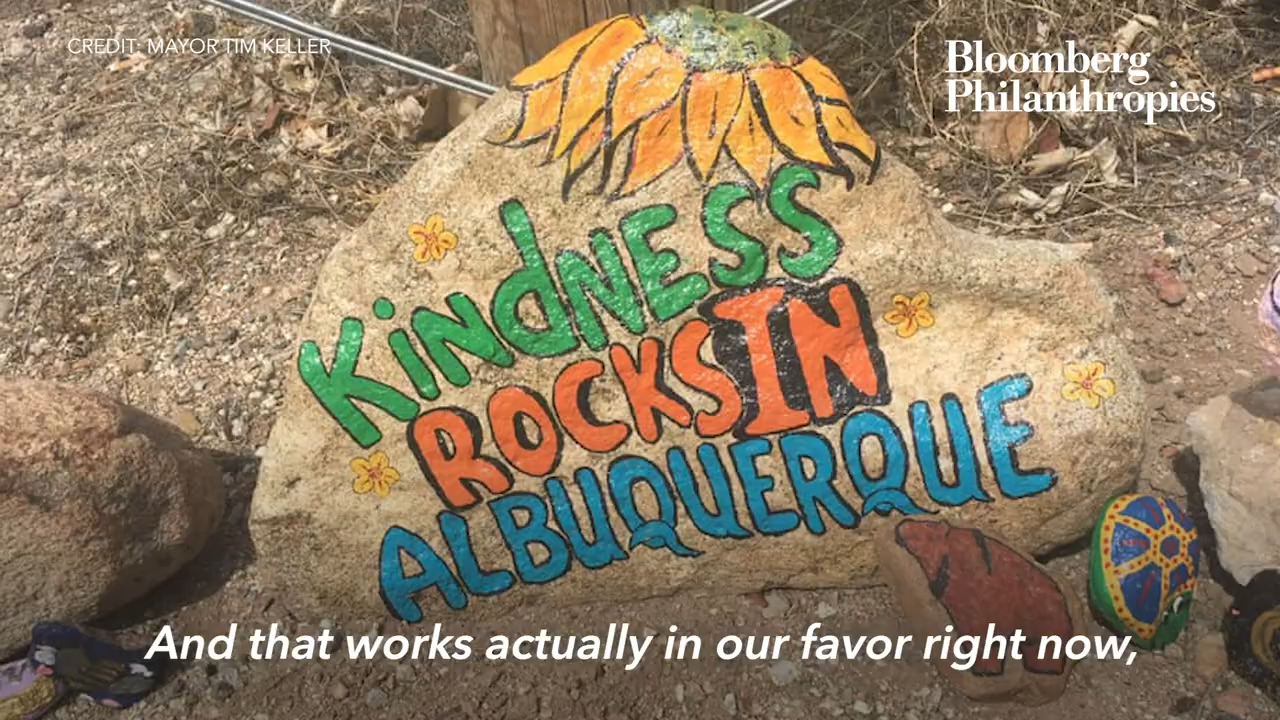 CREDIT: MAYOR TIM KELLER
Bloomberg
Philanthropies
KiNdNESS
ROCKS IN
ALBUQUERQUE
And that works actually in our favor right now,